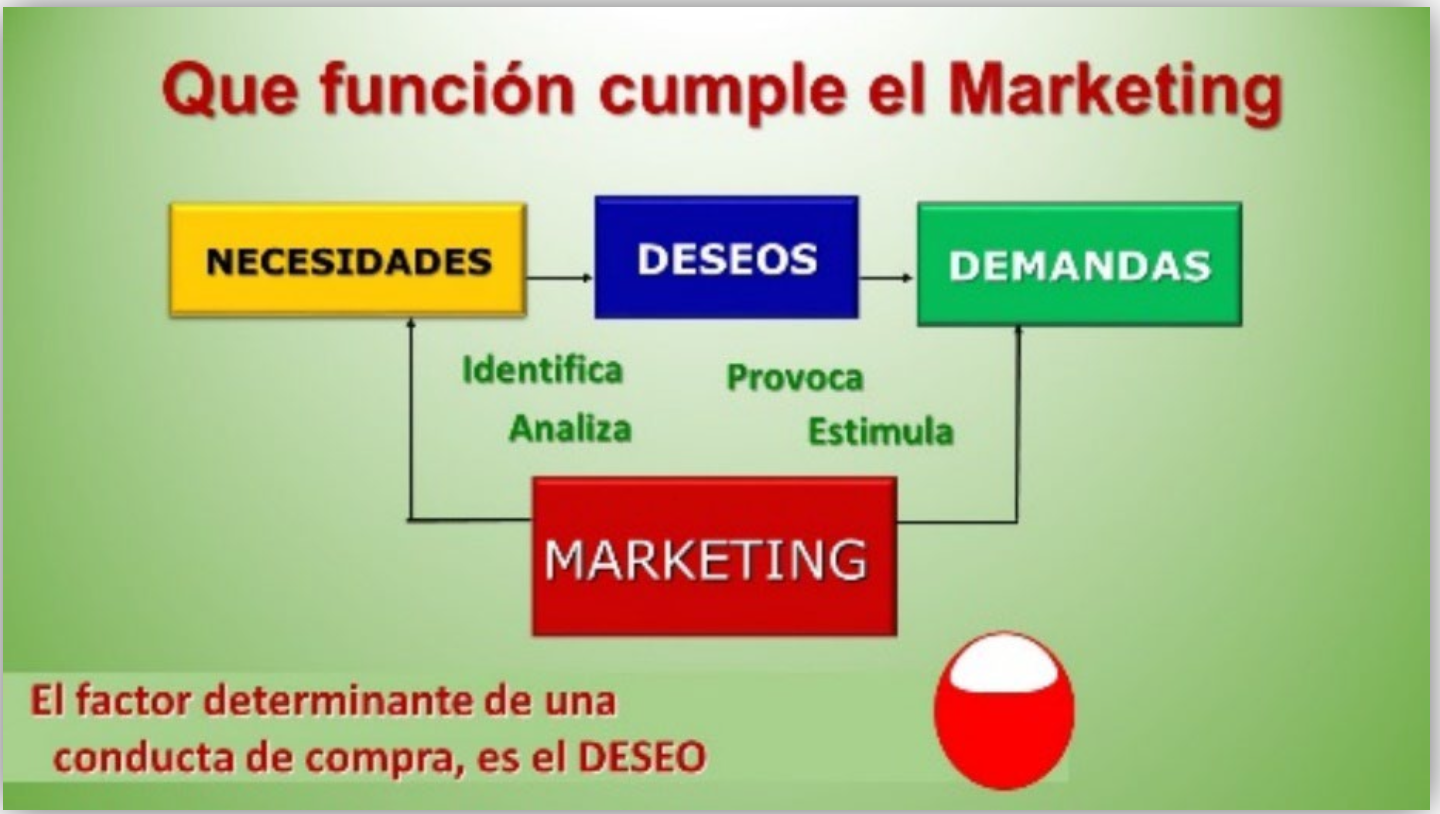 Que función cumple el Marketing
NECESIDADES
DESEOS
DEMANDAS
Identifica
Provoca
Analiza
Estimula
MARKETING
El factor determinante de una
conducta de compra, es el DESEO